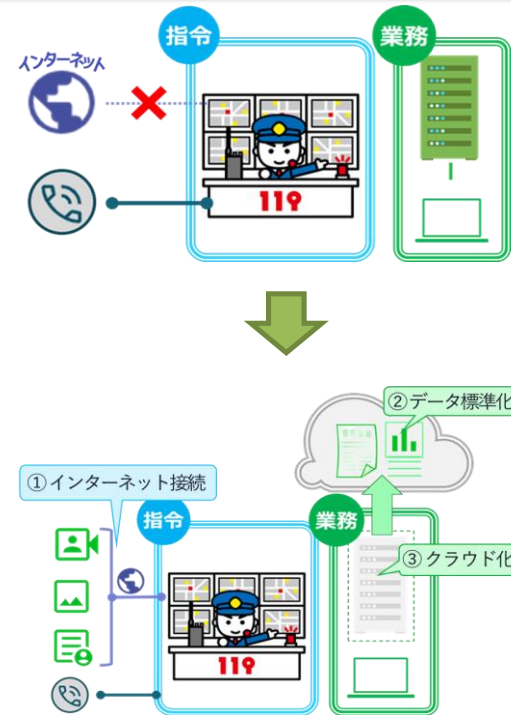 指令
業務
インターネット
119
②データ標準化
①インターネット接続
指令
業務
③クラウド化
119